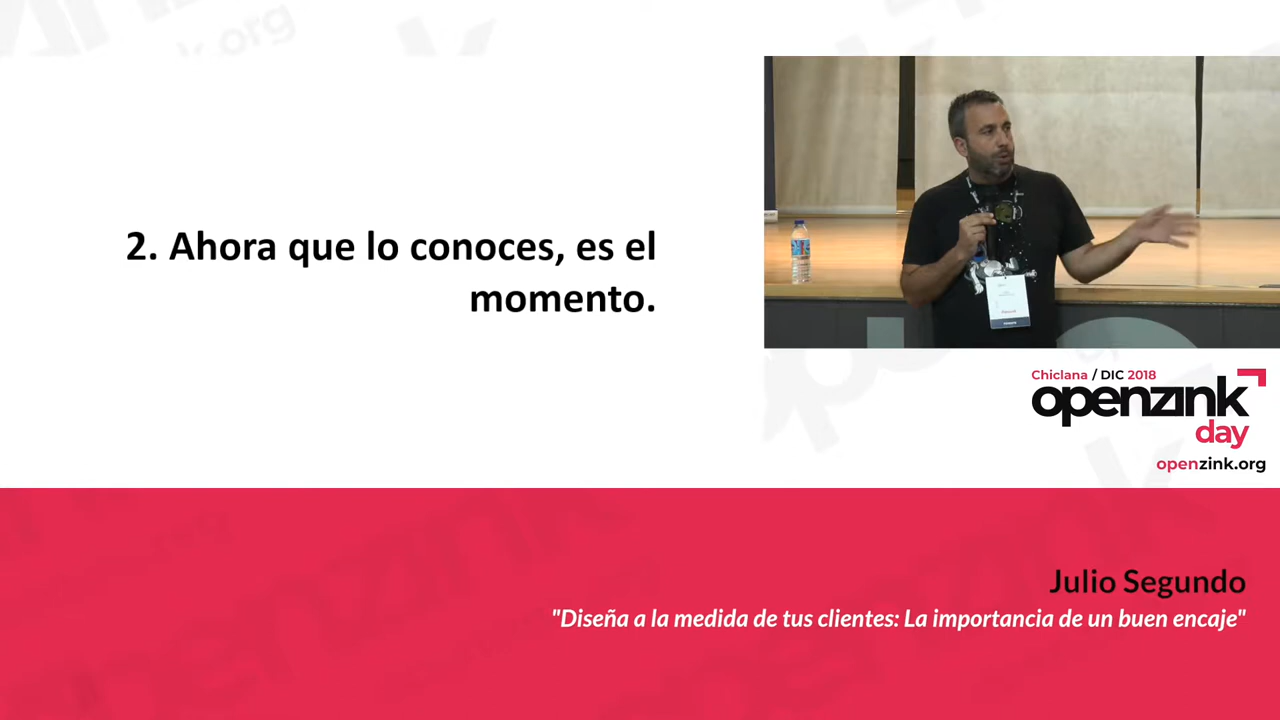 2. Ahora que lo conoces, es el
momento.
Chiclana / DIC 2018
openzink
day
openzink.org
Julio Segundo
"Diseña a la medida de tus clientes: La importancia de un buen encaje"